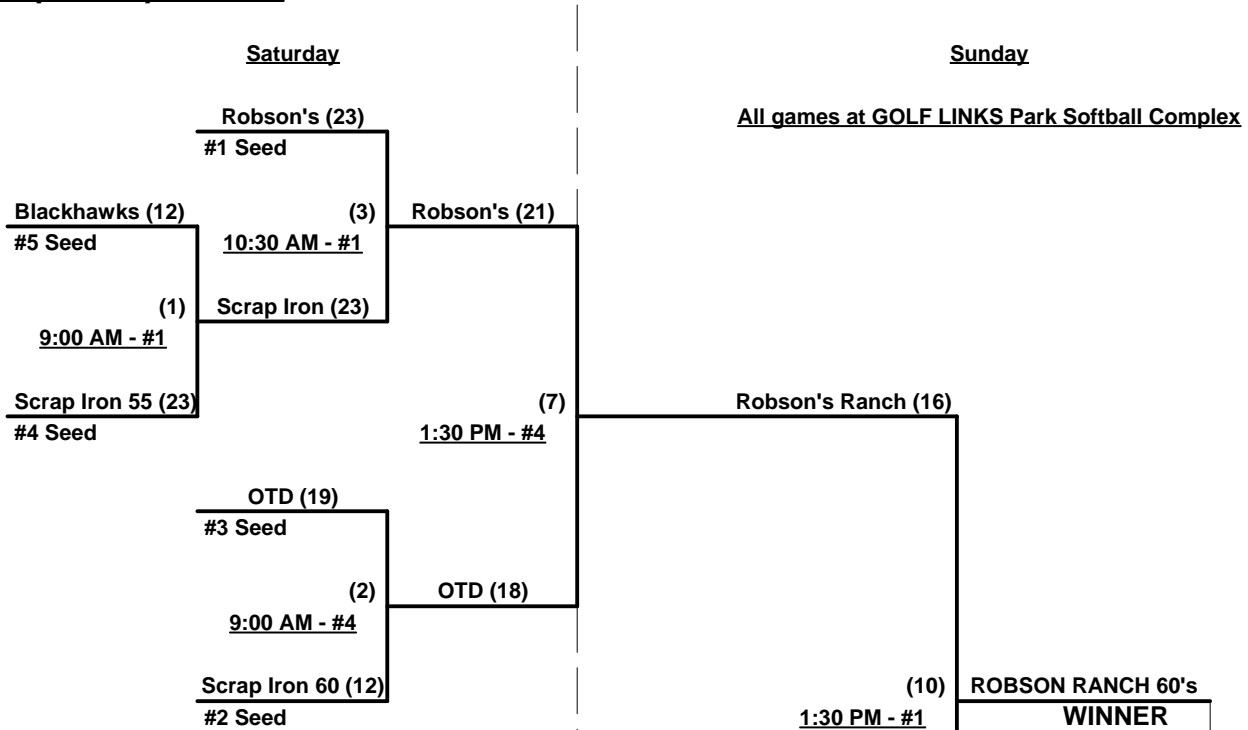 Saturday
Sunday
Robson's (23)
All games at GOLF LINKS Park Softball Complex
#1 Seed
Blackhawks (12)
(3)
Robson's (21)
#5 Seed
10:30 AM - #1
(1)
Scrap Iron (23)
9:00 AM - #1
Scrap Iron 55 (23)
(7)
Robson's Ranch (16)
#4 Seed
1:30 PM - #4
OTD (19)
#3 Seed
(2)
OTD (18)
9:00 AM - #4
Scrap Iron 60 (12)
(10)
ROBSON RANCH 60's
#2 Seed
1:30 PM - #1
WINNER